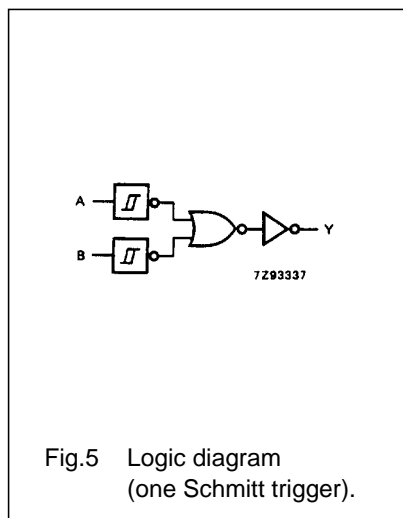 A
B
Y
7Z93337
Fig.5 Logic diagram
(one Schmitt trigger).